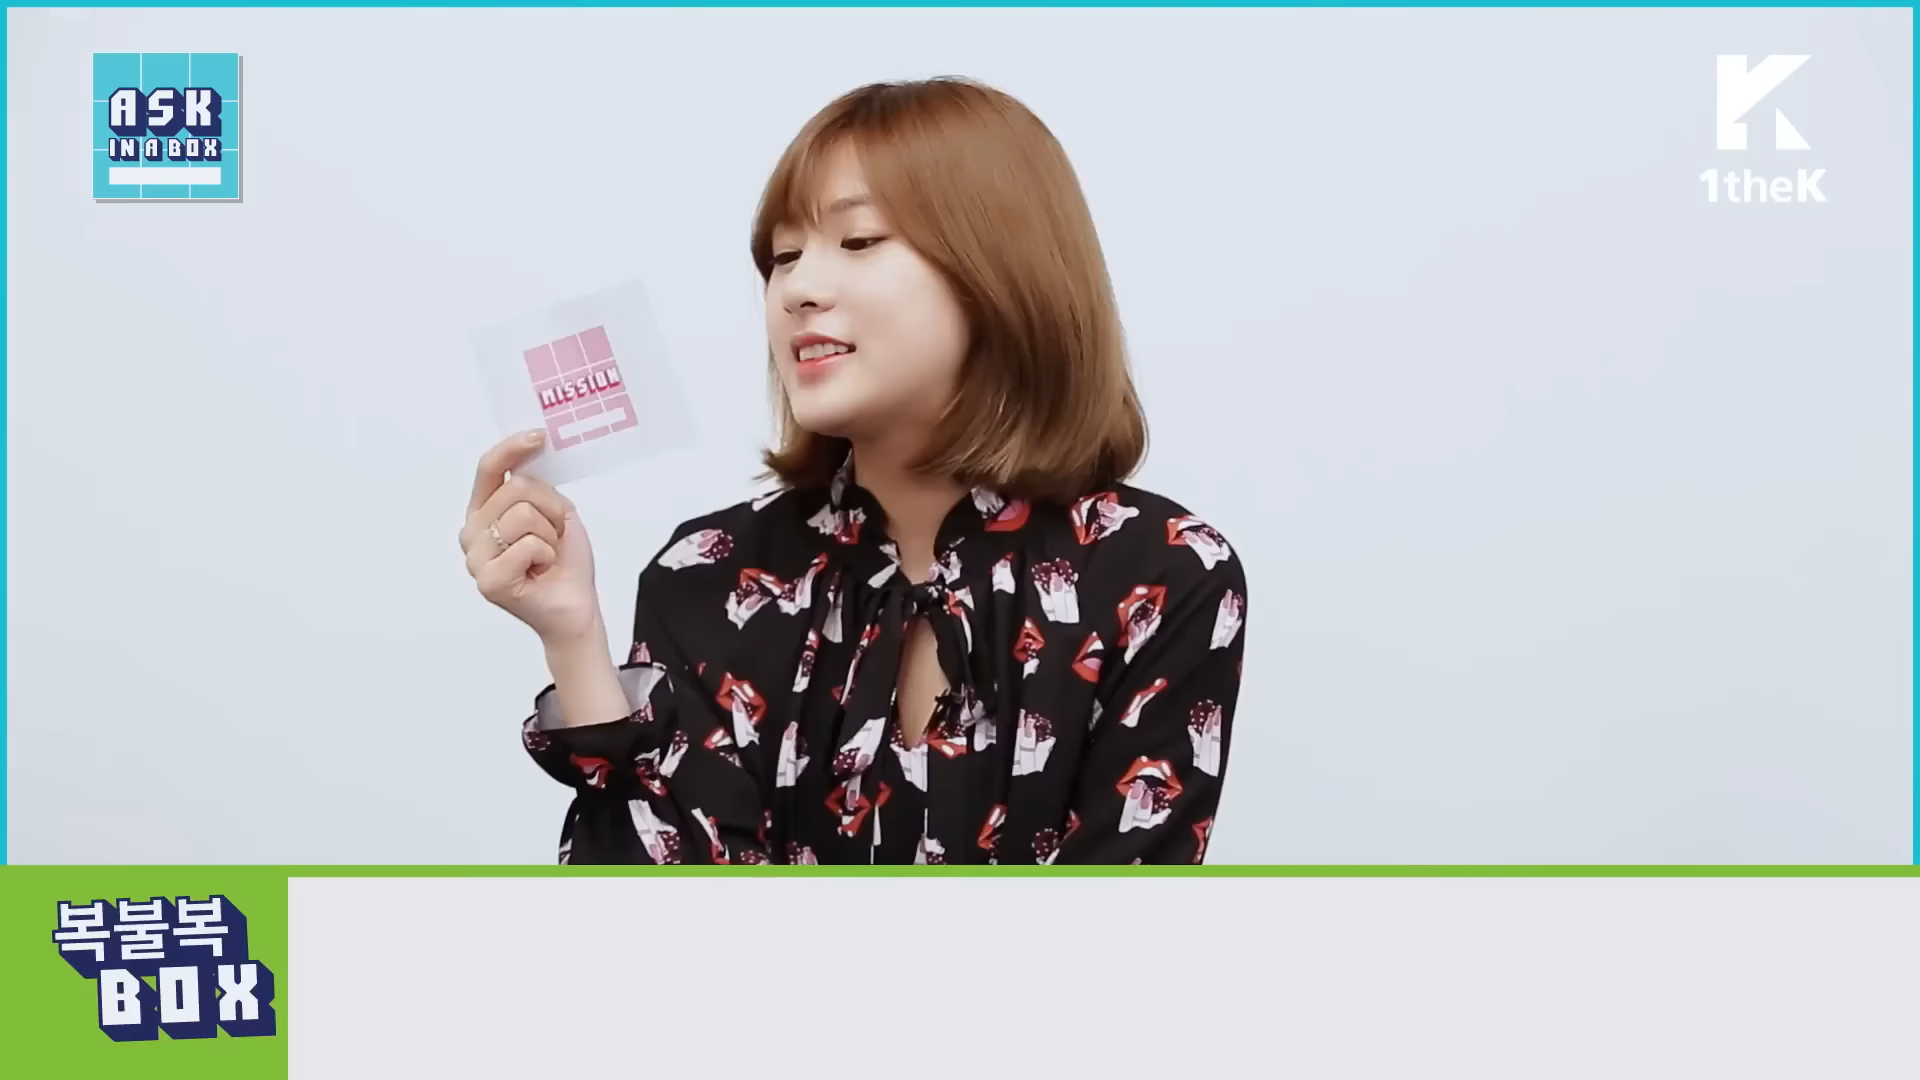 ASK
IN A BOX
1theK
MISSION
복불복
BOX